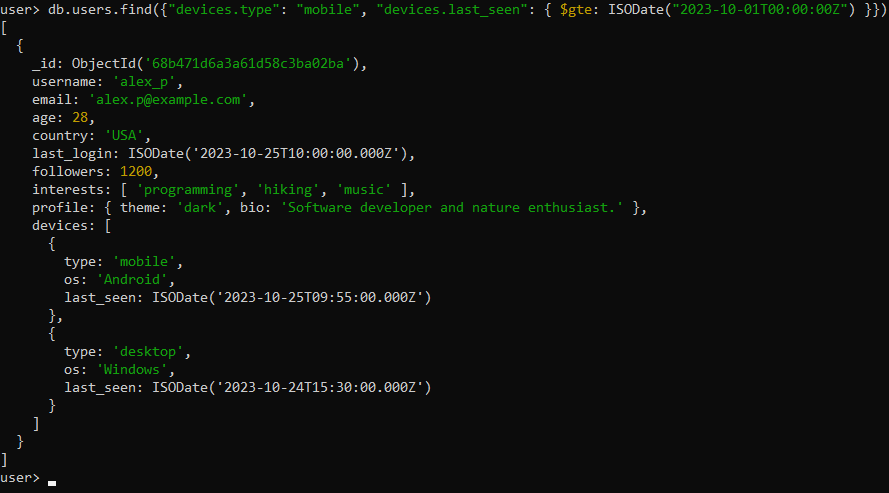 user> db.users.find({"devices.type": "mobile", "devices.last_seen": { $gte: ISODate("2023-10-01T00:00:00Z") }})
[
  {
    _id: ObjectId('68b471d6a3a61d58c3ba02ba'),
    username: 'alex_p',
    email: 'alex.p@example.com',
    age: 28,
    country: 'USA',
    last_login: ISODate('2023-10-25T10:00:00.000Z'),
    followers: 1200,
    interests: [ 'programming', 'hiking', 'music' ],
    profile: { theme: 'dark', bio: 'Software developer and nature enthusiast.' },
    devices: [
      {
        type: 'mobile',
        os: 'Android',
        last_seen: ISODate('2023-10-25T09:55:00.000Z')
      },
      {
        type: 'desktop',
        os: 'Windows',
        last_seen: ISODate('2023-10-24T15:30:00.000Z')
      }
    ]
  }
]
user>